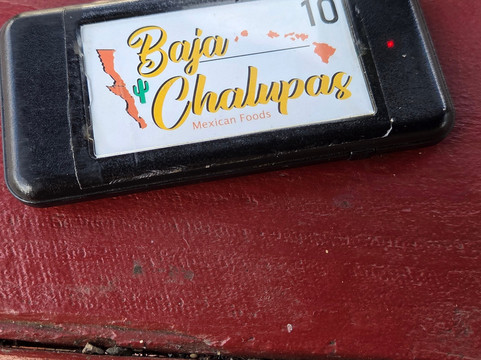 10
Baja
Chalupas
Mexican Foods